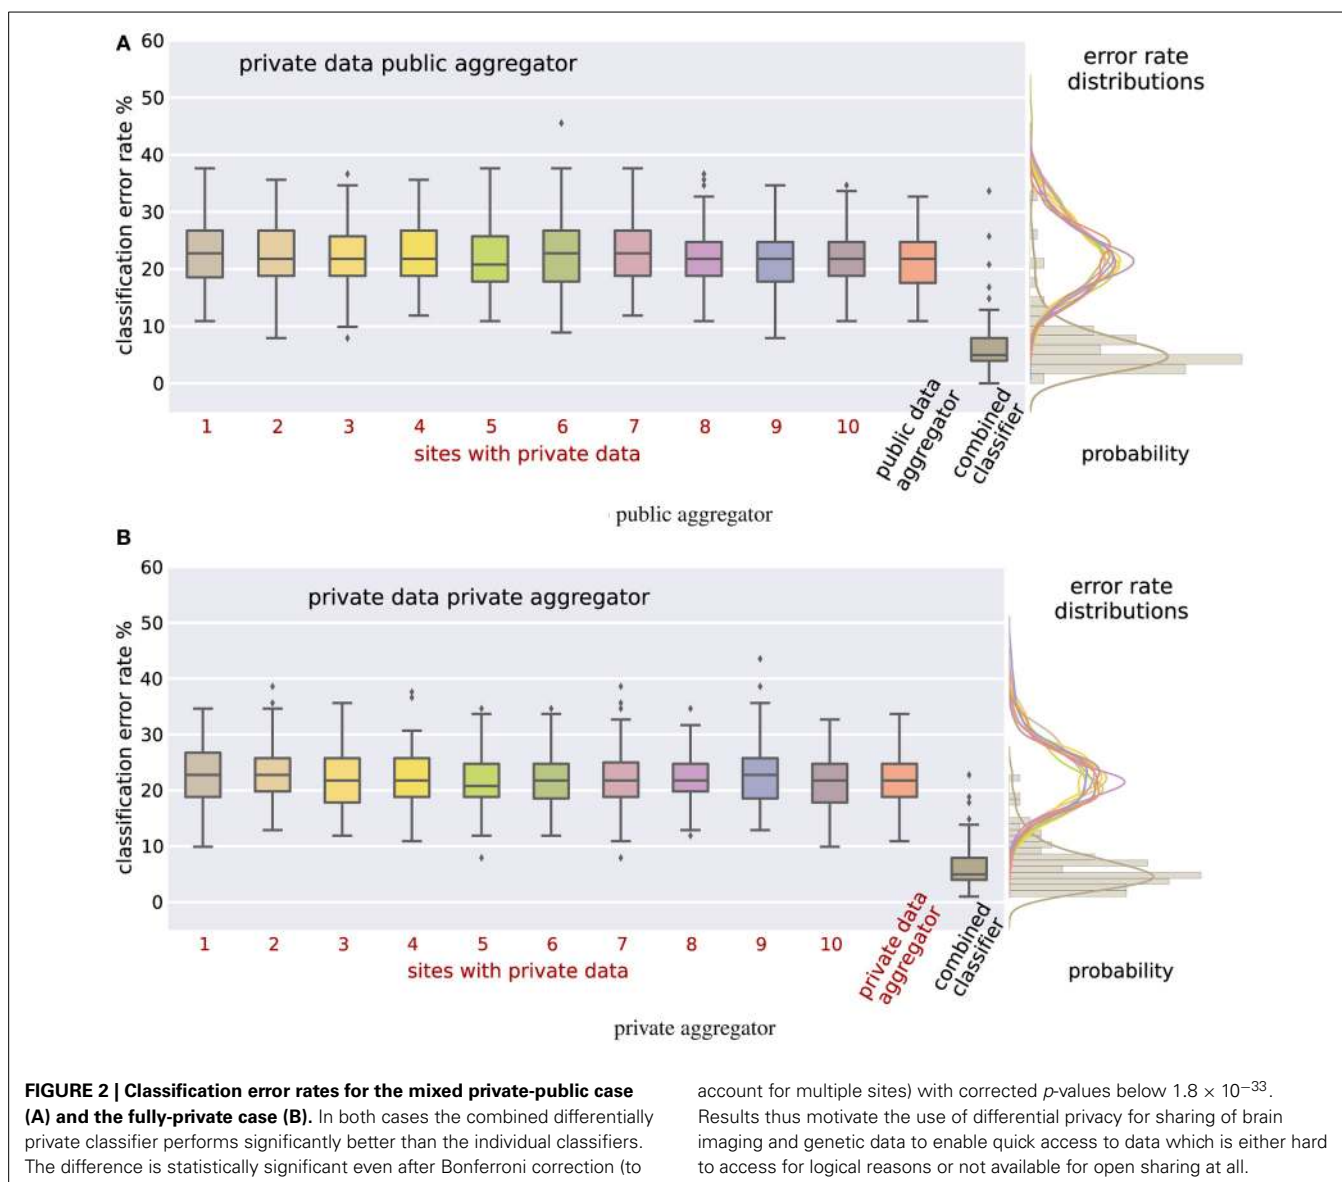 A
private data public aggregator
error rate
distributions
classification error rate %
60
50
40
30
20
10
0
1 2 3 4 5 6 7 8 9 10
public data
aggregator
combined
classifier
sites with private data
probability
public aggregator
B
private data private aggregator
error rate
distributions
classification error rate %
60
50
40
30
20
10
0
1 2 3 4 5 6 7 8 9 10
private data
aggregator
combined
classifier
sites with private data
probability
private aggregator
FIGURE 2 | Classification error rates for the mixed private-public case
(A) and the fully-private case (B). In both cases the combined differentially
private classifier performs significantly better than the individual classifiers.
The difference is statistically significant even after Bonferroni correction (to
account for multiple sites) with corrected p-values below 1.8 × 10⁻³³.
Results thus motivate the use of differential privacy for sharing of brain
imaging and genetic data to enable quick access to data which is either hard
to access for logical reasons or not available for open sharing at all.